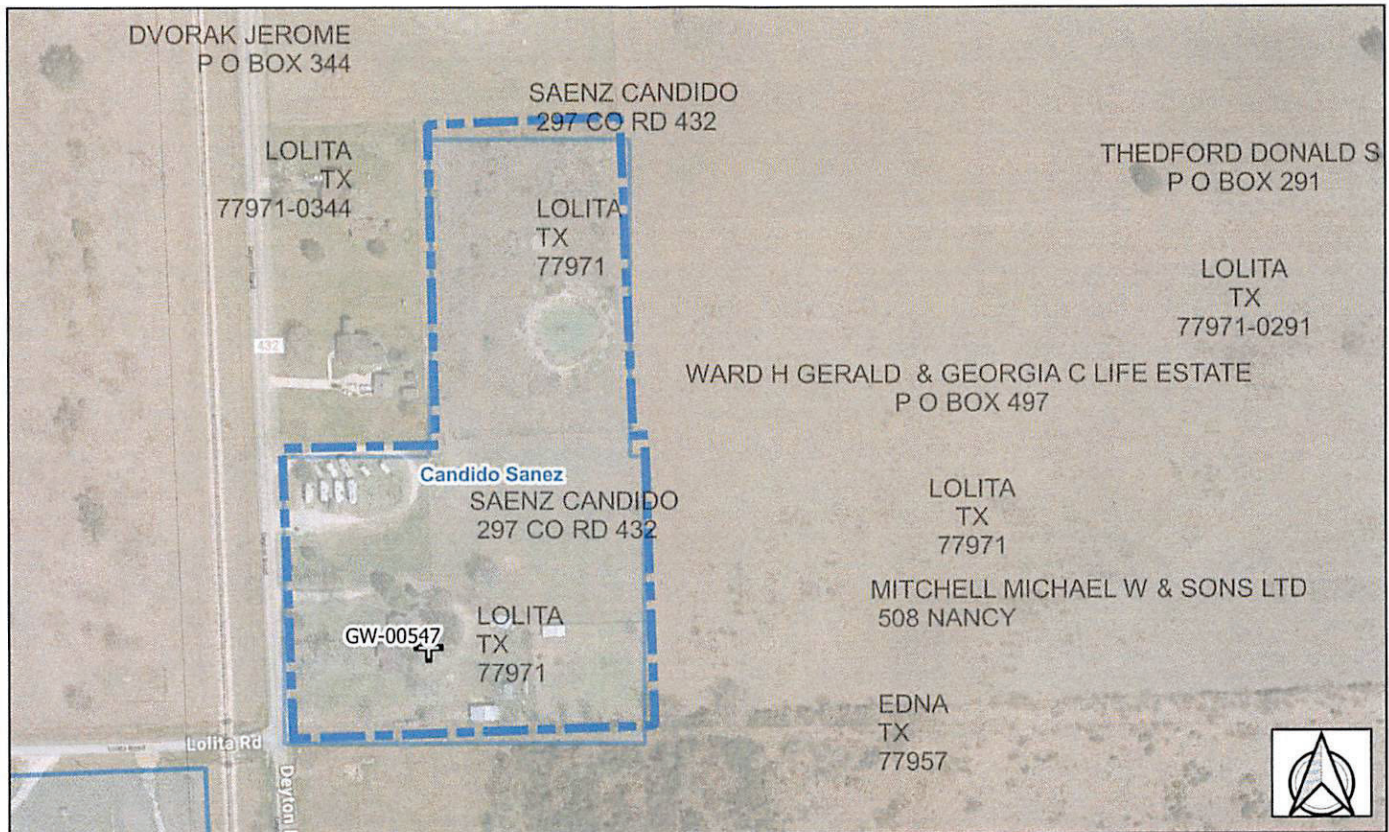 DVORAK JEROME
P O BOX 344
LOLITA
TX
77971-0344
SAENZ CANDIDO
297 CO RD 432
LOLITA
TX
77971
THEDFORD DONALD S
P O BOX 291
LOLITA
TX
77971-0291
432
WARD H GERALD & GEORGIA C LIFE ESTATE
P O BOX 497
LOLITA
TX
77971
Candido Sanez
SAENZ CANDIDO
297 CO RD 432
LOLITA
TX
77971
GW-00547
MITCHELL MICHAEL W & SONS LTD
508 NANCY
EDNA
TX
77957
Lolita Rd
Deyton